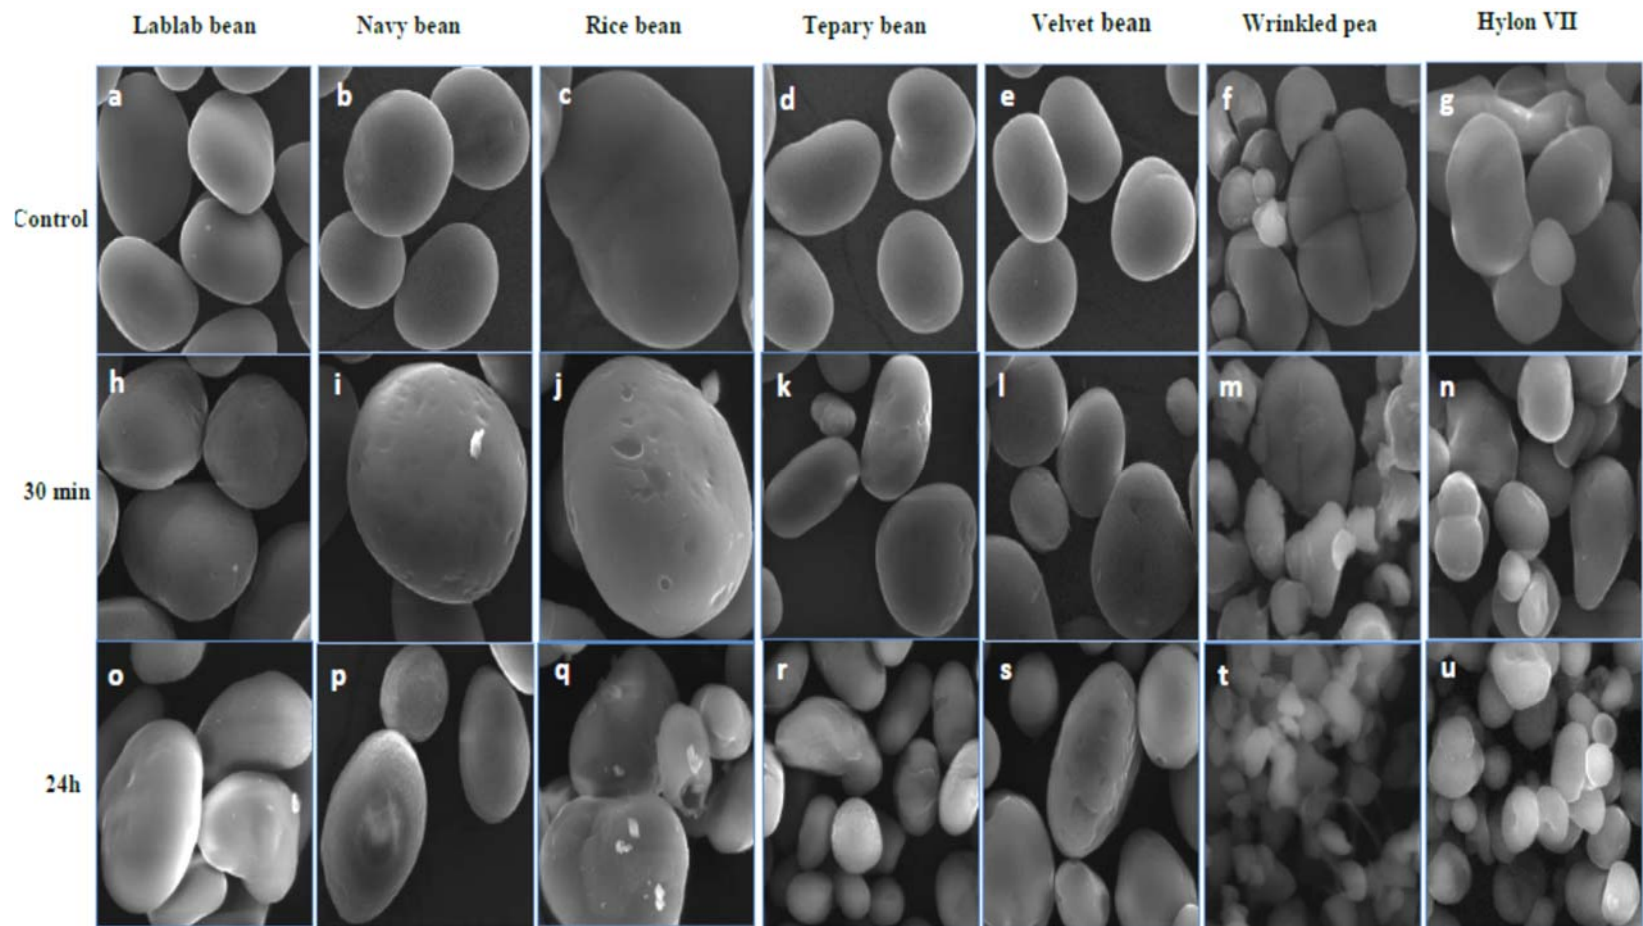 Lablab bean Navy bean Rice bean Tepary bean Velvet bean Wrinkled pea Hylon VII
a b c d e f g
Control
h i j k l m n
30 min
o p q r s t u
24h